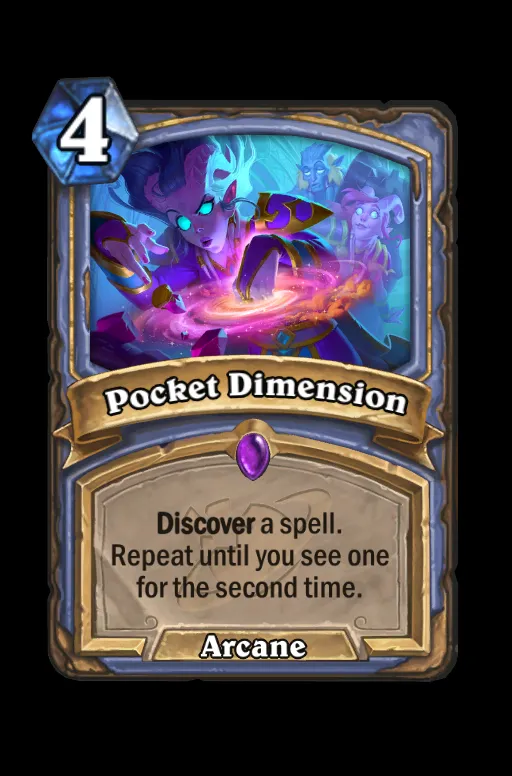 4
Pocket Dimension
Discover a spell.
Repeat until you see one
for the second time.
Arcane